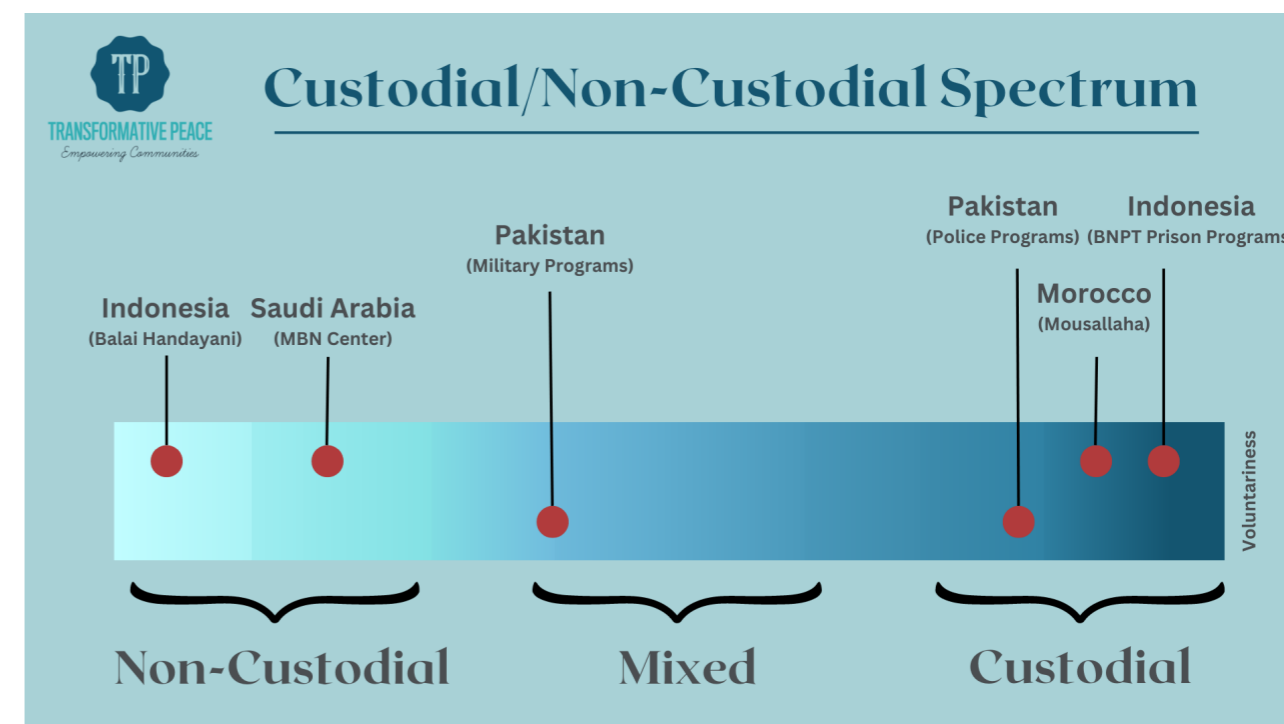 TP
TRANSFORMATIVE PEACE
Empowering Communities
Custodial/Non-Custodial Spectrum
Pakistan
(Police Programs)
Indonesia
(BNPT Prison Programs
Pakistan
(Military Programs)
Morocco
(Mousallaha)
Indonesia
(Balai Handayani)
Saudi Arabia
(MBN Center)
Voluntariness
Non-Custodial
Mixed
Custodial